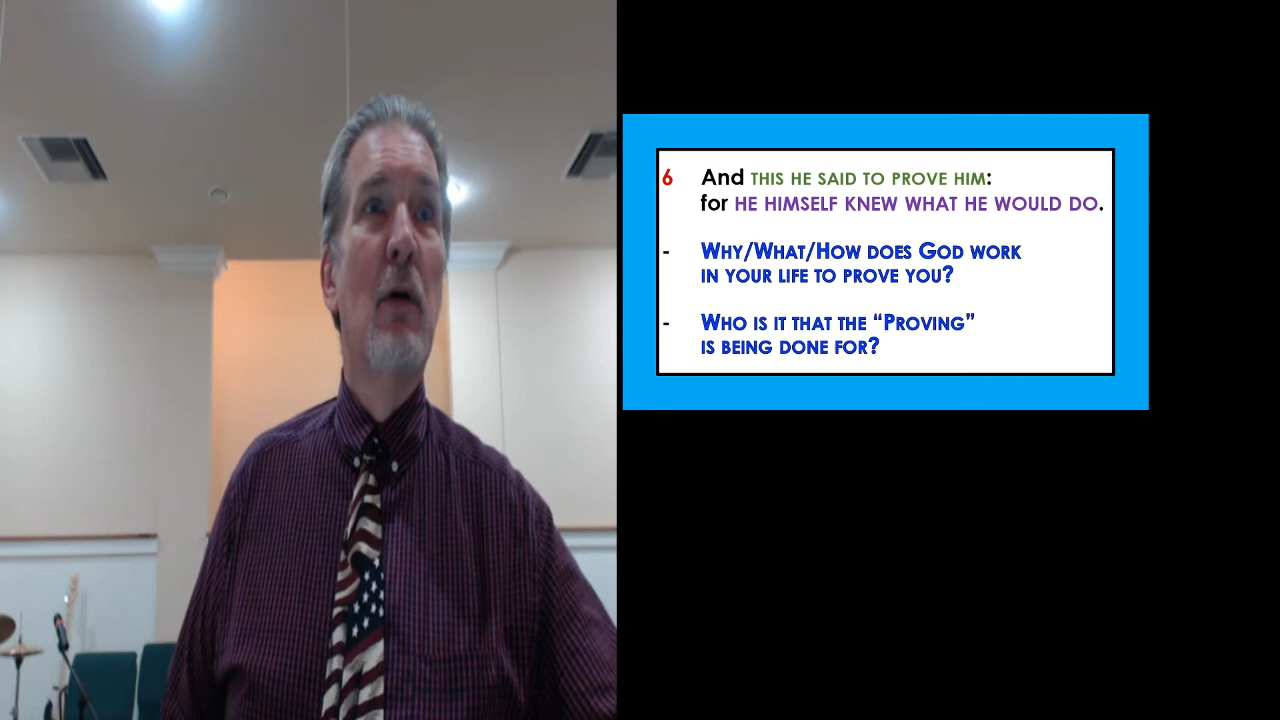 6 And THIS HE SAID TO PROVE HIM:
for HE HIMSELF KNEW WHAT HE WOULD DO.
- WHY/WHAT/HOW DOES GOD WORK
IN YOUR LIFE TO PROVE YOU?
- WHO IS IT THAT THE “PROVING”
IS BEING DONE FOR?